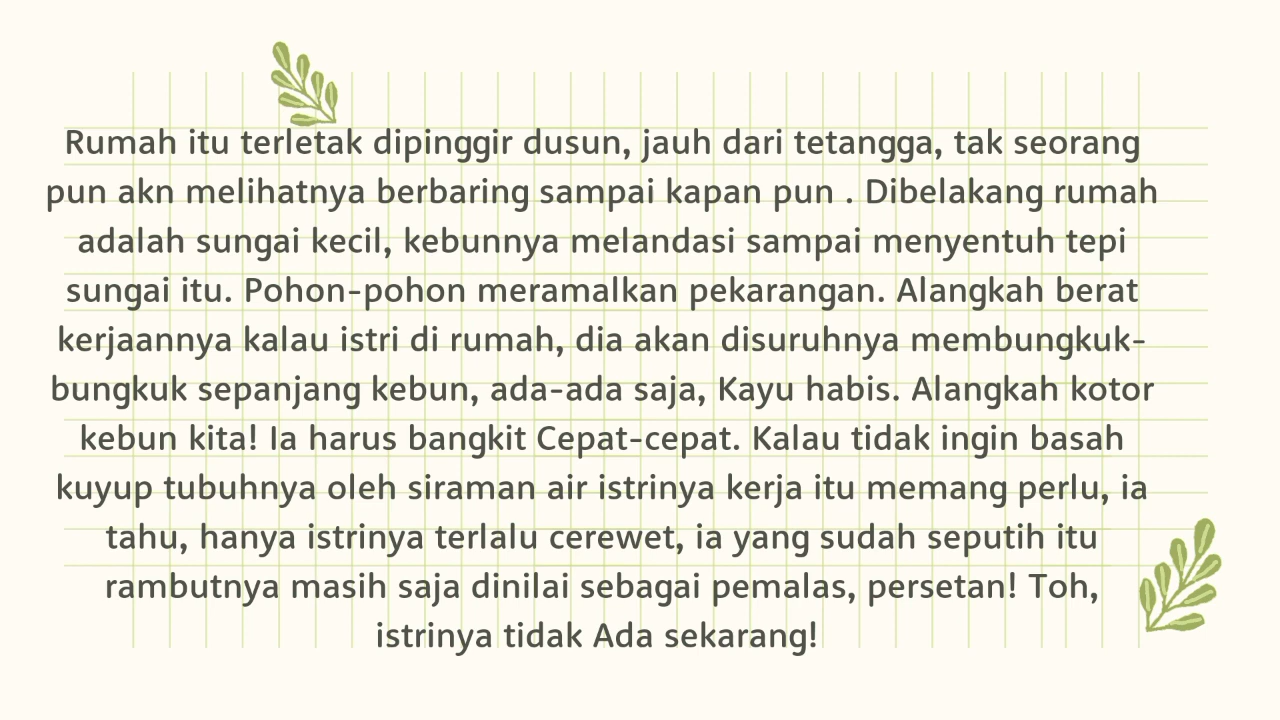 Rumah itu terletak dipinggir dusun, jauh dari tetangga, tak seorang
pun akn melihatnya berbaring sampai kapan pun . Dibelakang rumah
adalah sungai kecil, kebunnya melandasi sampai menyentuh tepi
sungai itu. Pohon-pohon meramalkan pekarangan. Alangkah berat
kerjaannya kalau istri di rumah, dia akan disuruhnya membungkuk-
bungkuk sepanjang kebun, ada-ada saja, Kayu habis. Alangkah kotor
kebun kita! Ia harus bangkit Cepat-cepat. Kalau tidak ingin basah
kuyup tubuhnya oleh siraman air istrinya kerja itu memang perlu, ia
tahu, hanya istrinya terlalu cerewet, ia yang sudah seputih itu
rambutnya masih saja dinilai sebagai pemalas, persetan! Toh,
istrinya tidak Ada sekarang!